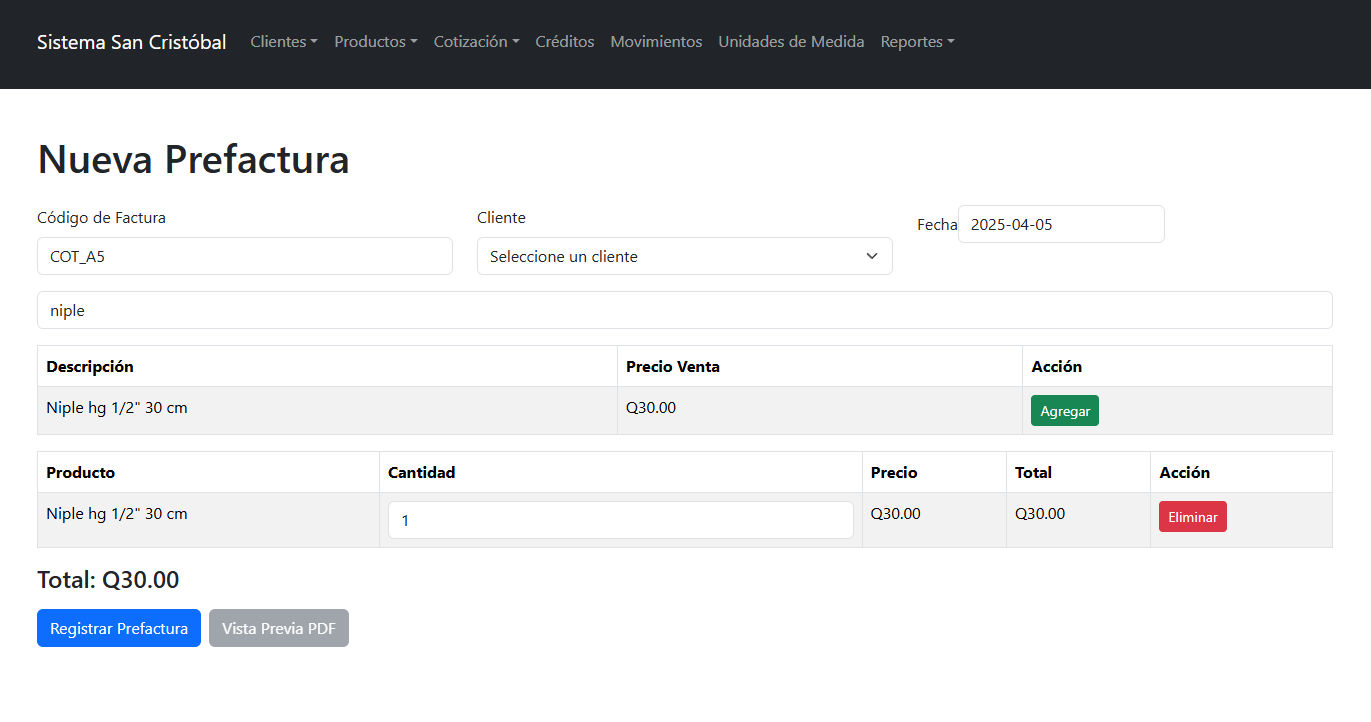 Sistema San Cristóbal Clientes Productos Cotización Créditos Movimientos Unidades de Medida Reportes
Nueva Prefactura
Código de Factura Cliente Fecha 2025-04-05
COT_A5 Seleccione un cliente
niple
Descripción Precio Venta Acción
Niple hg 1/2" 30 cm Q30.00 Agregar
Producto Cantidad Precio Total Acción
Niple hg 1/2" 30 cm 1 Q30.00 Q30.00 Eliminar
Total: Q30.00
Registrar Prefactura Vista Previa PDF